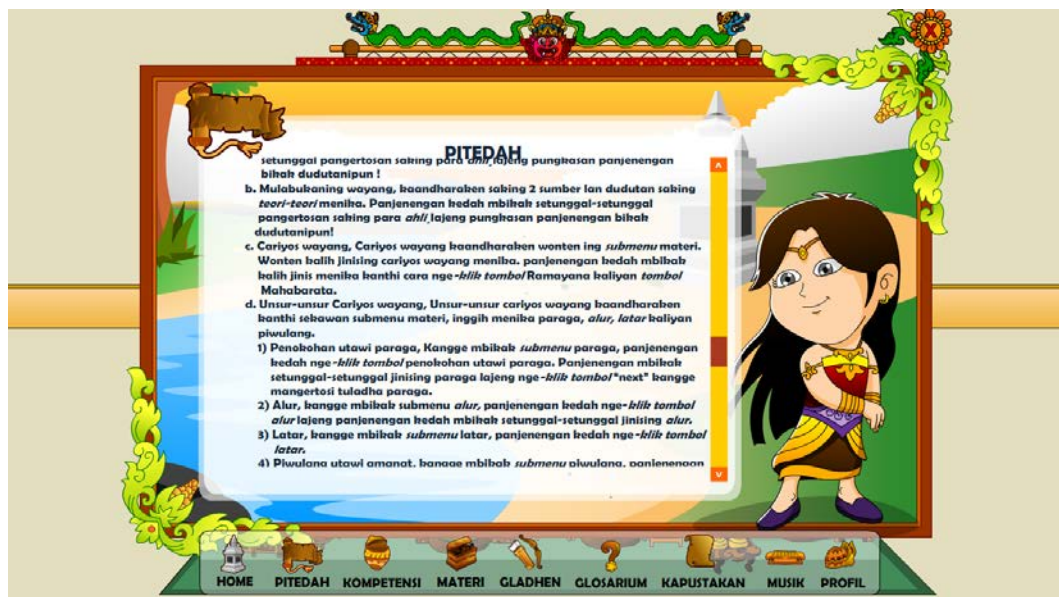 X
PITEDAH
setunggal pangertosan saking para ahli, lajeng pungkasan panjenengan
bikak dudutanipun !
b. Mulabukaning wayang, kaandharaken saking 2 sumber lan dudutan saking
teori-teori menika. Panjenengan kedah mbikak setunggal-setunggal
pangertosan saking para ahli, lajeng pungkasan panjenengan bikak
dudutanipun!
c. Cariyos wayang, Cariyos wayang kaandharaken wonten ing submenu materi.
Wonten kalih jinising cariyos wayang menika. panjenengan kedah mbikak
kalih jinis menika kanthi cara nge-klik tombol Ramayana kaliyan tombol
Mahabarata.
d. Unsur-unsur Cariyos wayang, Unsur-unsur cariyos wayang kaandharaken
kanthi sekawan submenu materi, inggih menika paraga, alur, latar kaliyan
piwulang.
1) Penokohan utawi paraga, Kangge mbikak submenu paraga, panjenengan
kedah nge-klik tombol penokohan utawi paraga. Panjenengan mbikak
setunggal-setunggal jinising paraga lajeng nge-klik tombol "next" kangge
mangertosi tuladha paraga.
2) Alur, kangge mbikak submenu alur, panjenengan kedah nge-klik tombol
alur lajeng panjenengan kedah mbikak setunggal-setunggal jinising alur.
3) Latar, kangge mbikak submenu latar, panjenengan kedah nge-klik tombol
latar.
4) Piwulang utawi amanat, kangge mbikak submenu piwulang, panjenengan
HOME PITEDAH KOMPETENSI MATERI GLADHEN GLOSARIUM KAPUSTAKAN MUSIK PROFIL